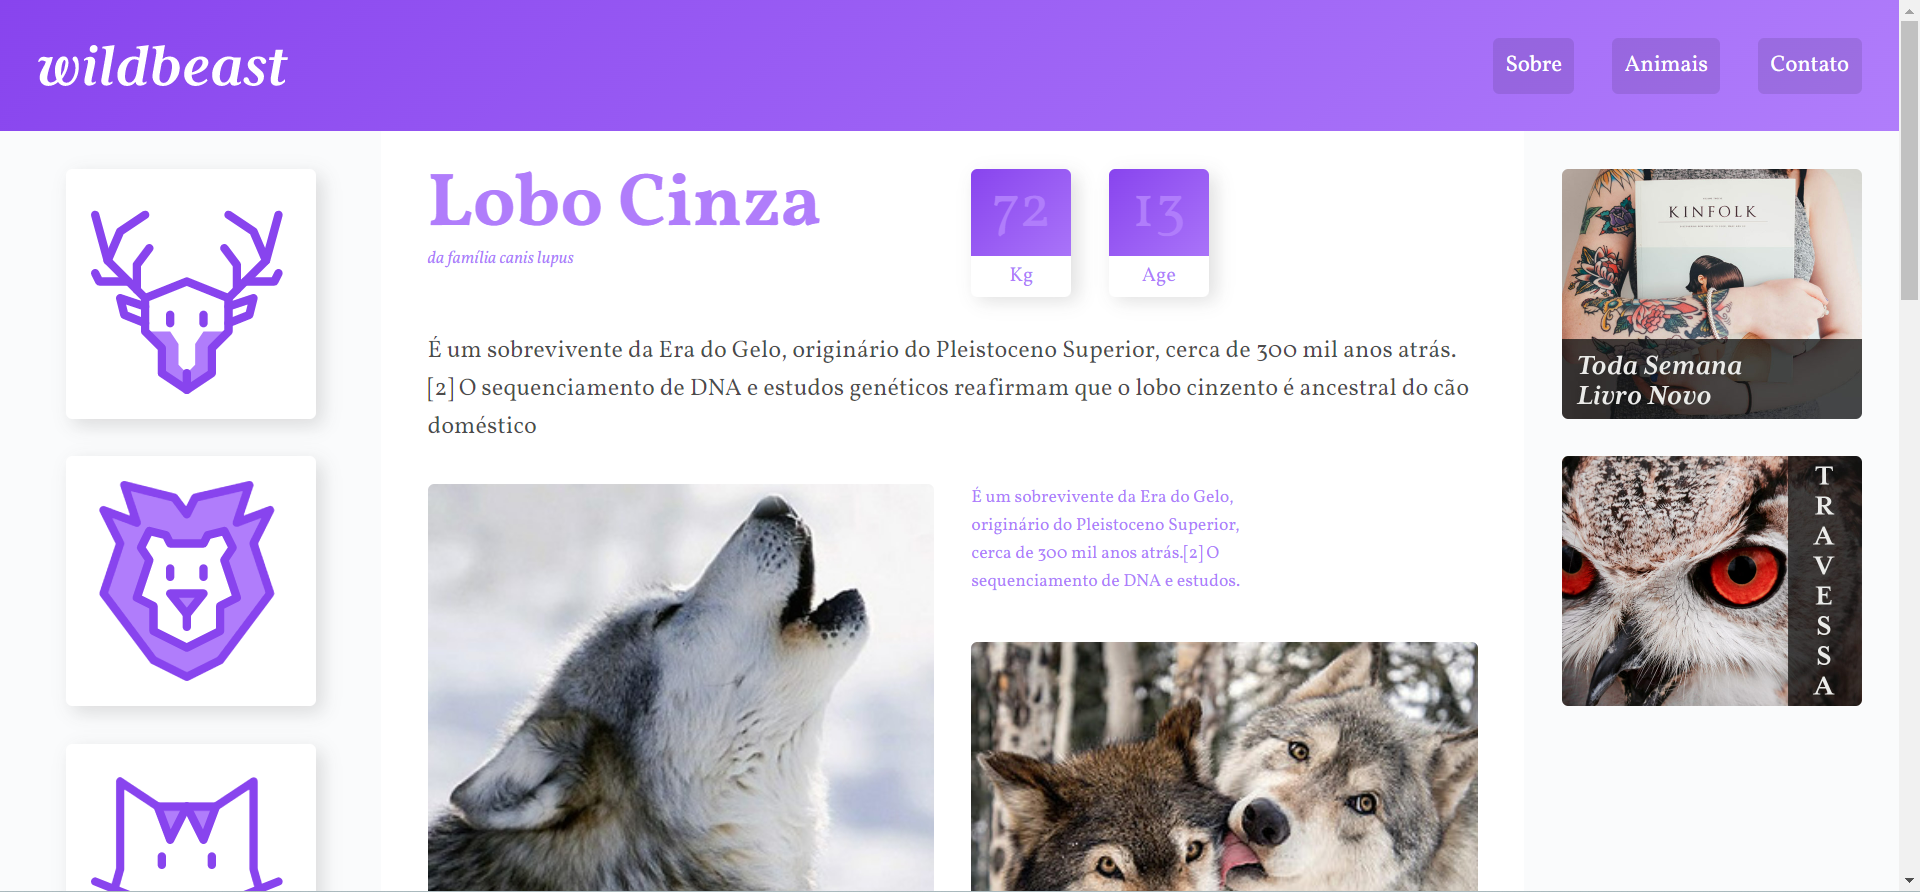 wildbeast
Sobre
Animais
Contato
Lobo Cinza
da família canis lupus
72
Kg
13
Age
É um sobrevivente da Era do Gelo, originário do Pleistoceno Superior, cerca de 300 mil anos atrás.
[2] O sequenciamento de DNA e estudos genéticos reafirmam que o lobo cinzento é ancestral do cão
doméstico
É um sobrevivente da Era do Gelo,
originário do Pleistoceno Superior,
cerca de 300 mil anos atrás.[2] O
sequenciamento de DNA e estudos.
KINFOLK
Toda Semana
Livro Novo
TRAVESSA